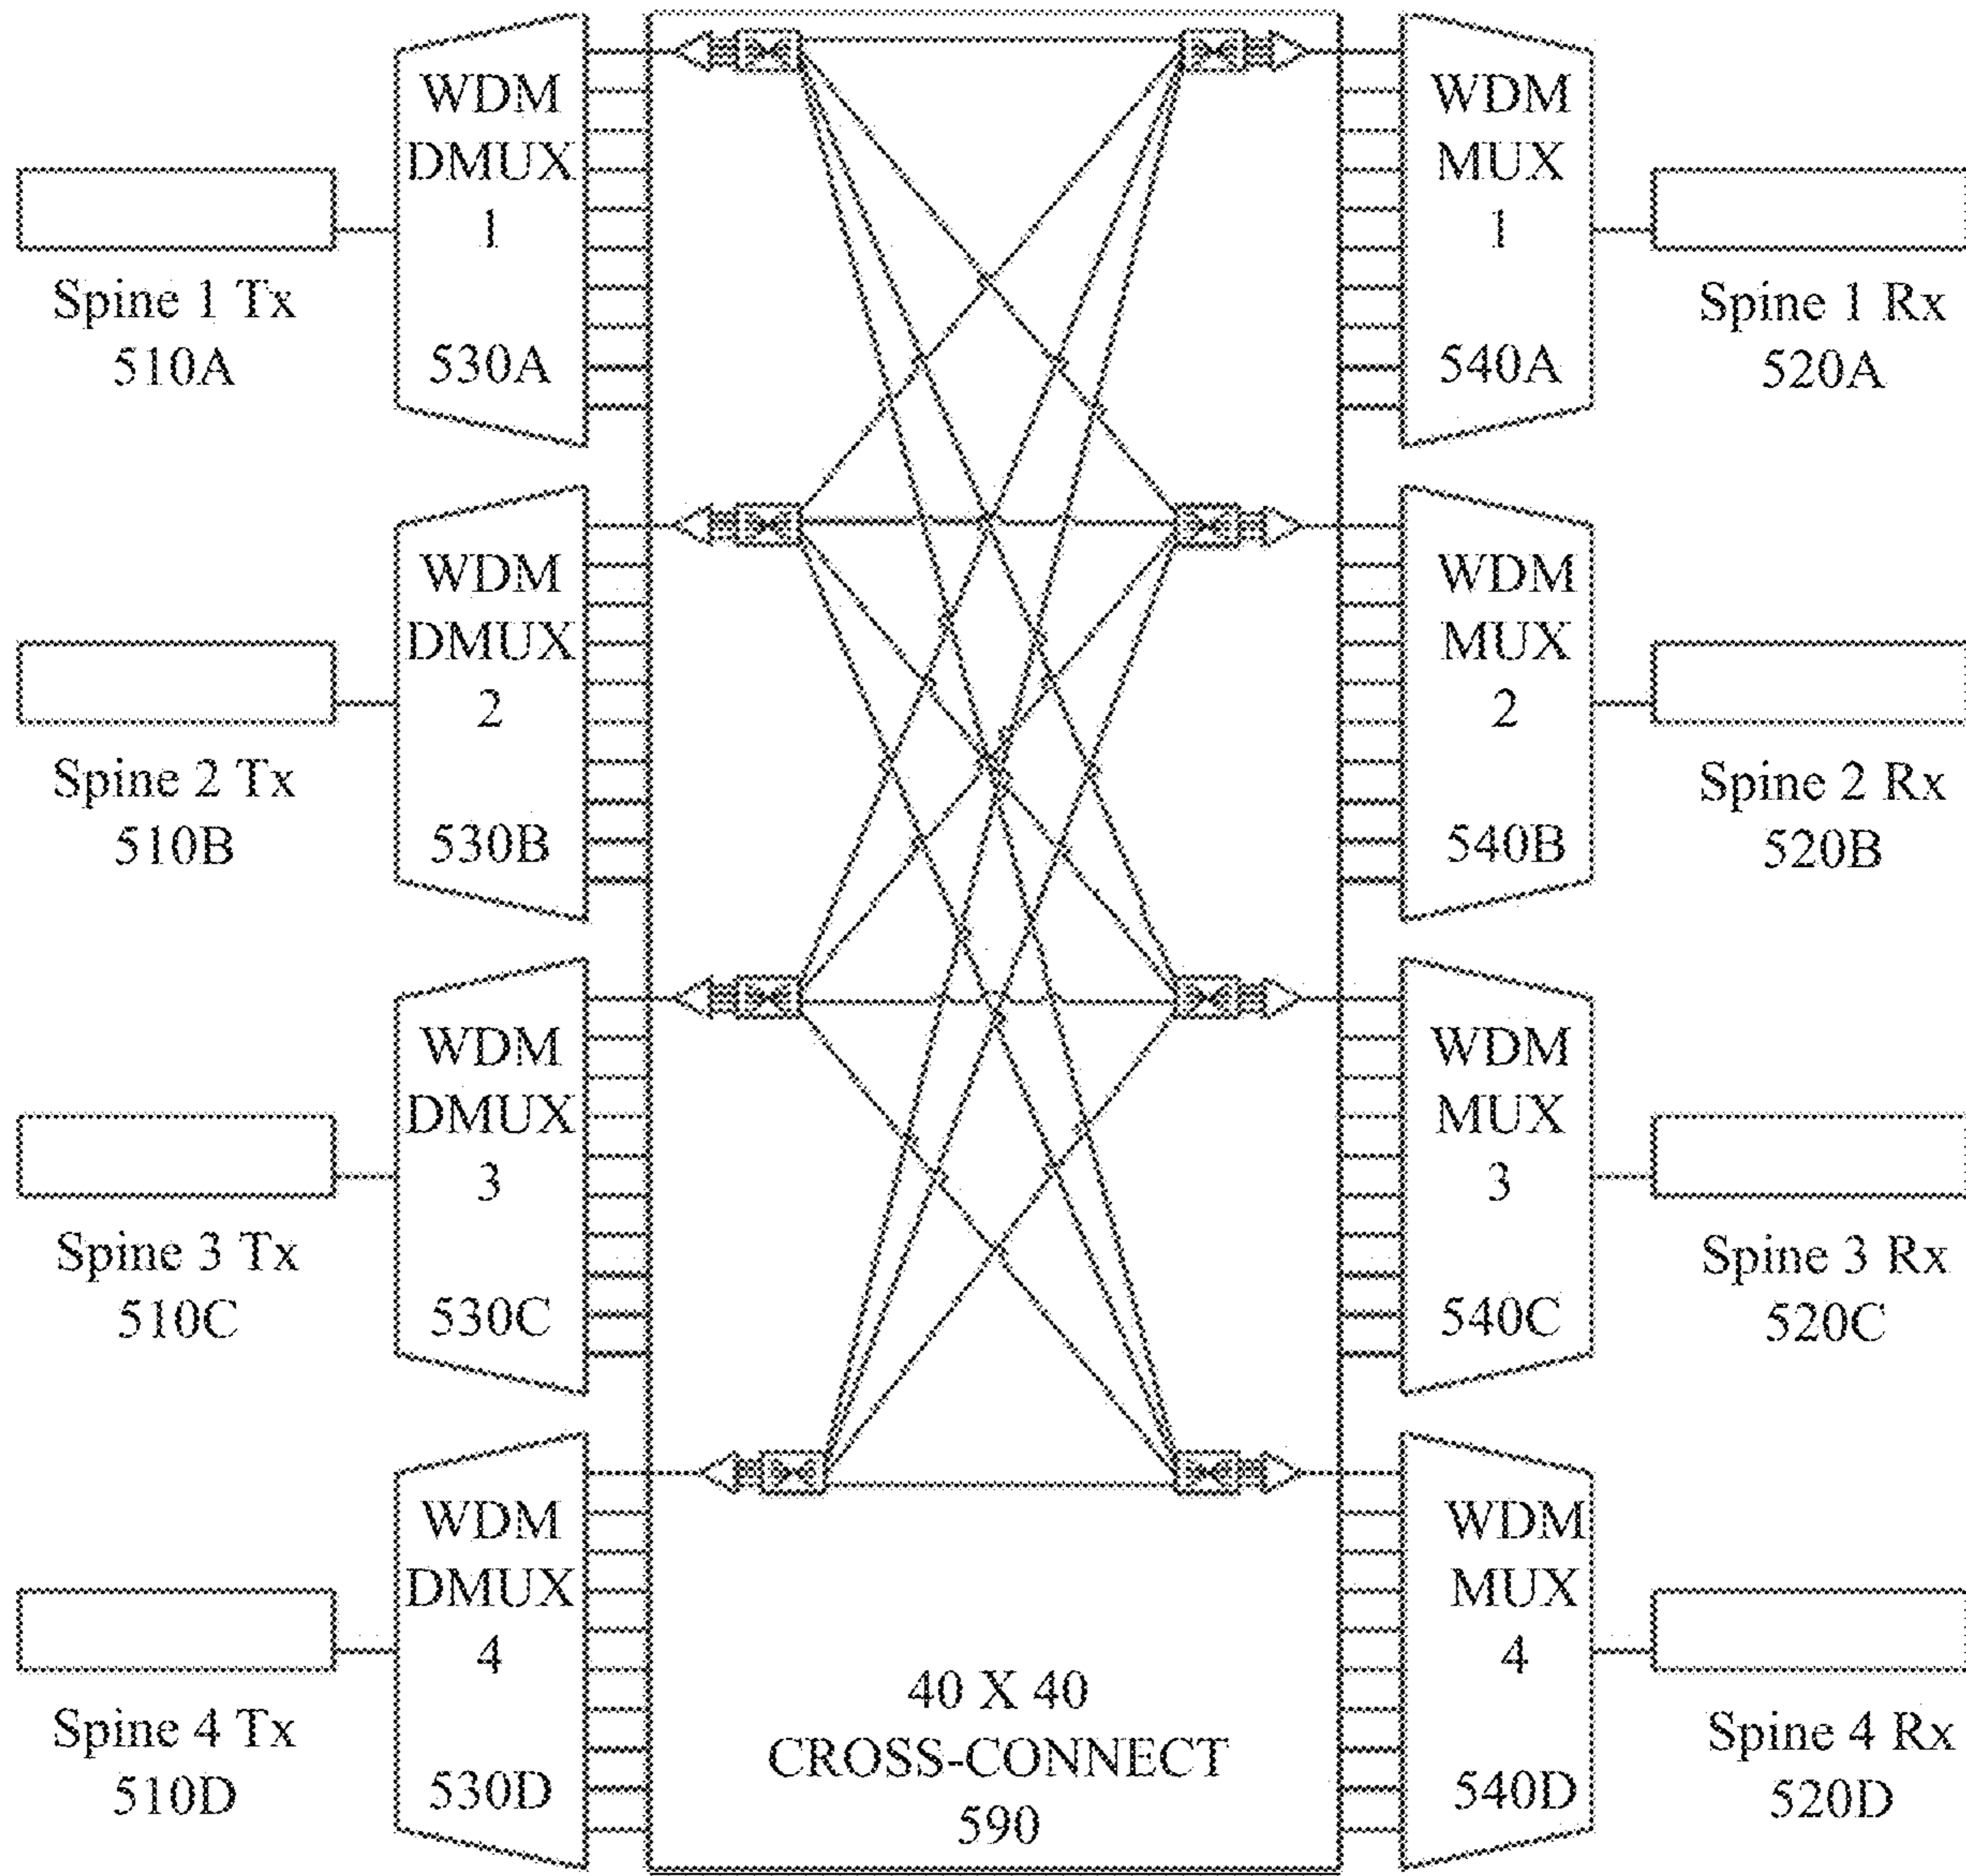 WDM
DMUX
1
530A
Spine 1 Tx
510A
WDM
MUX
1
540A
Spine 1 Rx
520A
WDM
DMUX
2
530B
Spine 2 Tx
510B
WDM
MUX
2
540B
Spine 2 Rx
520B
WDM
DMUX
3
530C
Spine 3 Tx
510C
WDM
MUX
3
540C
Spine 3 Rx
520C
WDM
DMUX
4
530D
Spine 4 Tx
510D
40 X 40
CROSS-CONNECT
590
WDM
MUX
4
540D
Spine 4 Rx
520D